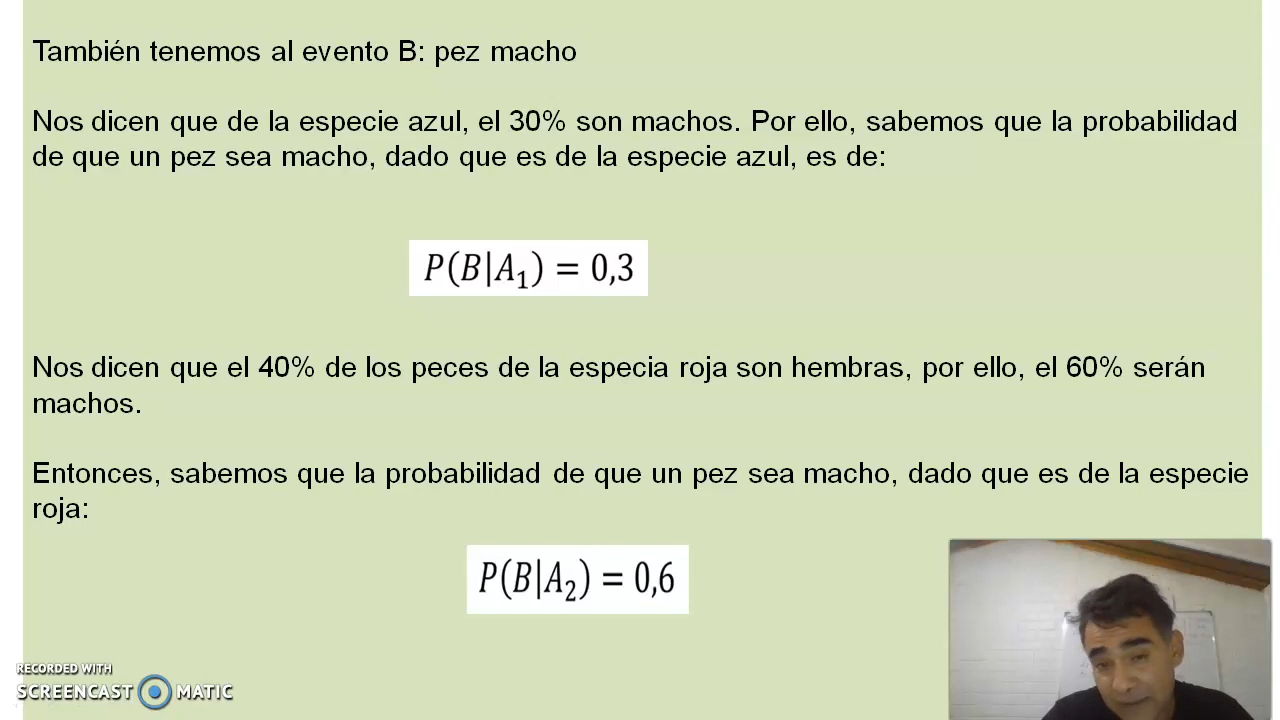 También tenemos al evento B: pez macho
Nos dicen que de la especie azul, el 30% son machos. Por ello, sabemos que la probabilidad
de que un pez sea macho, dado que es de la especie azul, es de:
P(B|A₁) = 0,3
Nos dicen que el 40% de los peces de la especia roja son hembras, por ello, el 60% serán
machos.
Entonces, sabemos que la probabilidad de que un pez sea macho, dado que es de la especie
roja:
P(B|A₂) = 0,6
RECORDED WITH
SCREENCAST MATIC